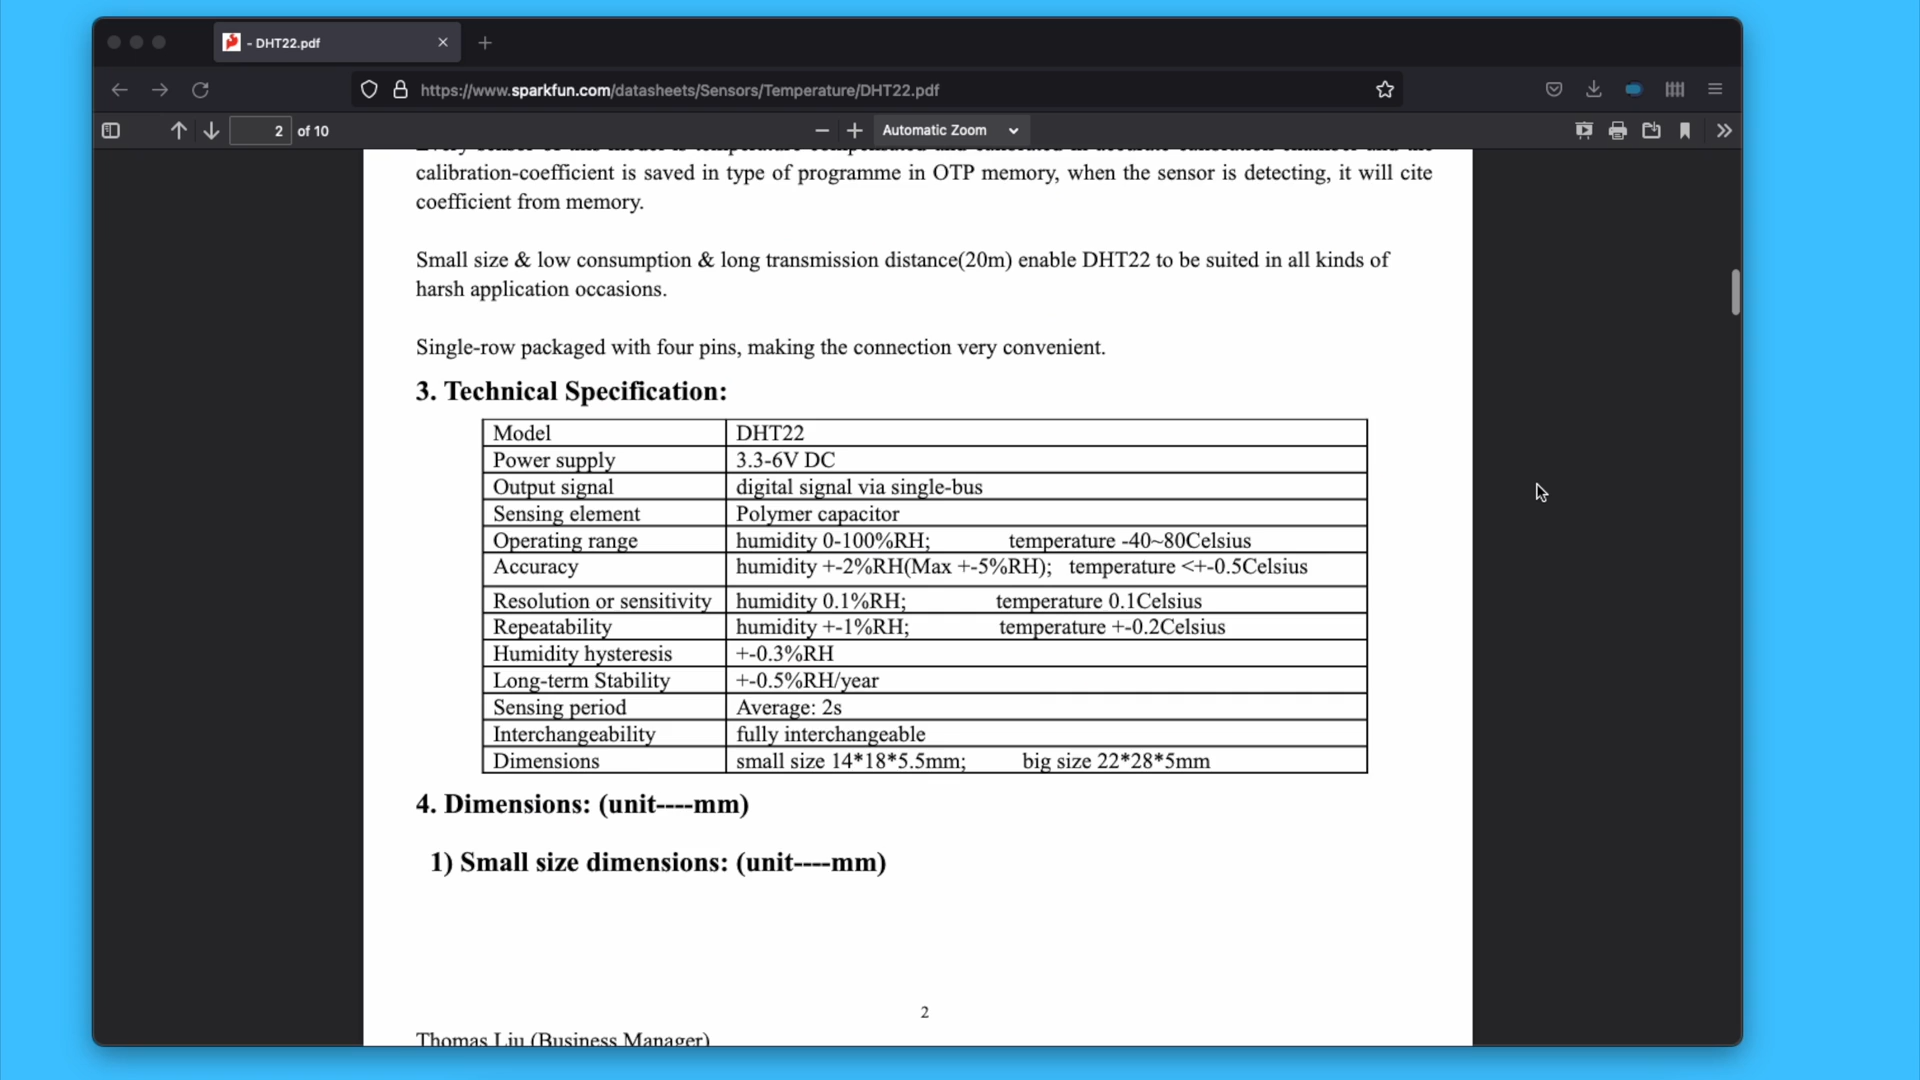 - DHT22.pdf
https://www.sparkfun.com/datasheets/Sensors/Temperature/DHT22.pdf
2 of 10
Automatic Zoom
calibration-coefficient is saved in type of programme in OTP memory, when the sensor is detecting, it will cite
coefficient from memory.
Small size & low consumption & long transmission distance(20m) enable DHT22 to be suited in all kinds of
harsh application occasions.
Single-row packaged with four pins, making the connection very convenient.
3. Technical Specification:
Model DHT22
Power supply 3.3-6V DC
Output signal digital signal via single-bus
Sensing element Polymer capacitor
Operating range humidity 0-100%RH; temperature -40~80Celsius
Accuracy humidity +-2%RH(Max +-5%RH); temperature <+-0.5Celsius
Resolution or sensitivity humidity 0.1%RH; temperature 0.1Celsius
Repeatability humidity +-1%RH; temperature +-0.2Celsius
Humidity hysteresis +-0.3%RH
Long-term Stability +-0.5%RH/year
Sensing period Average: 2s
Interchangeability fully interchangeable
Dimensions small size 14*18*5.5mm; big size 22*28*5mm
4. Dimensions: (unit----mm)
1) Small size dimensions: (unit----mm)
2
Thomas Liu (Business Manager)